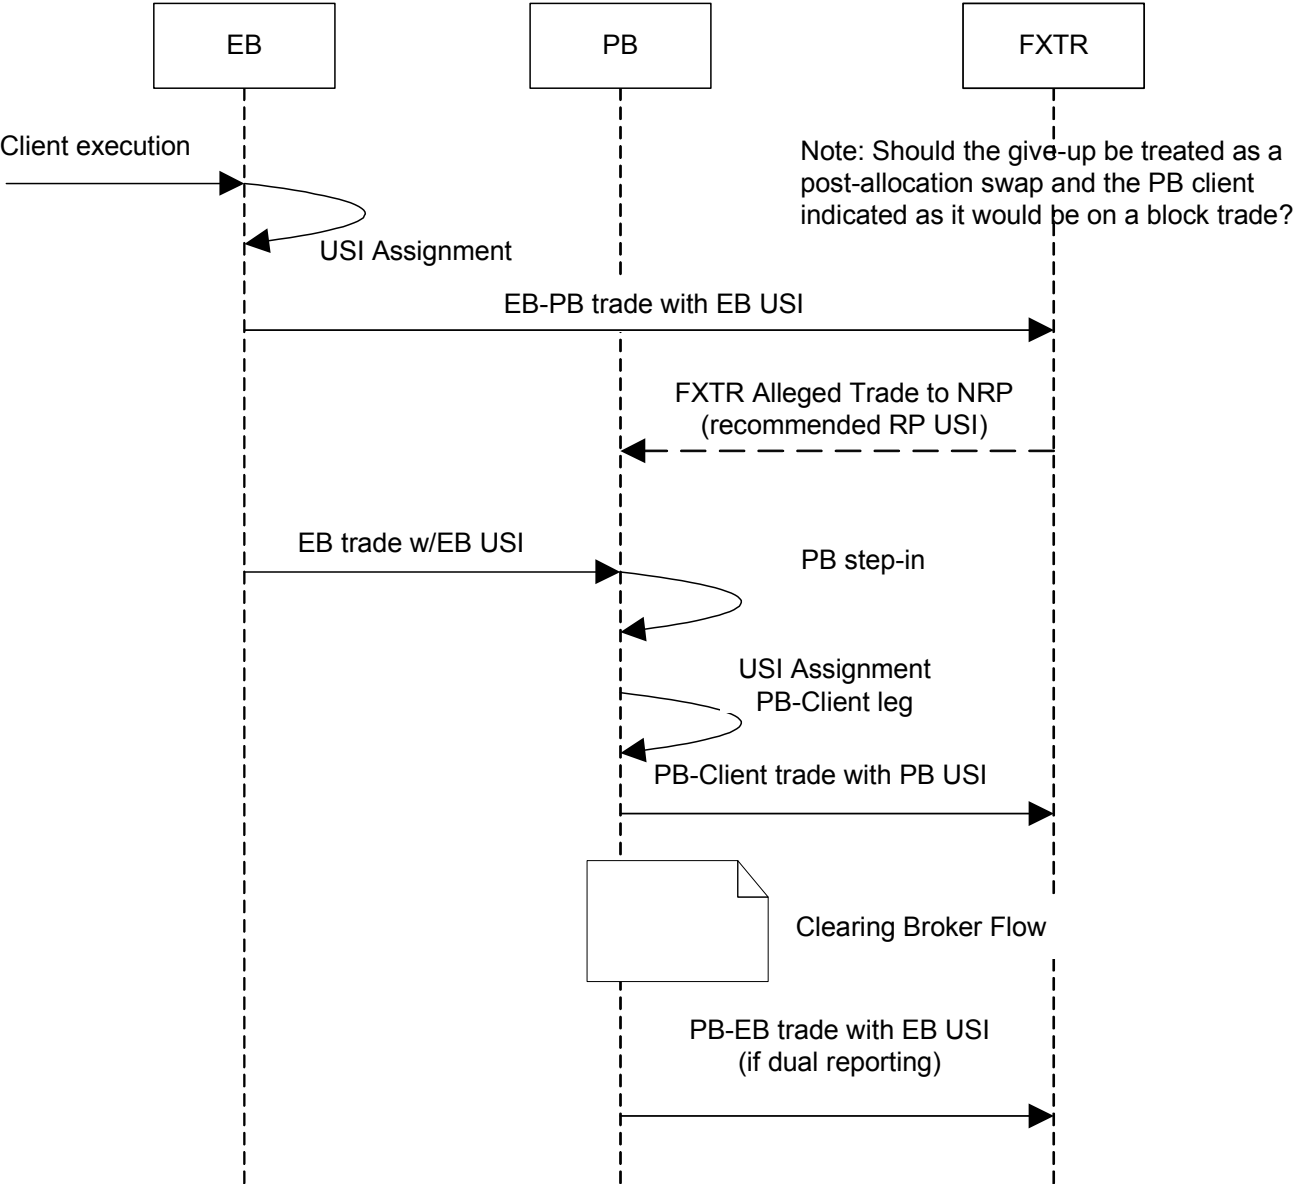 EB
PB
FXTR
Client execution
Note: Should the give-up be treated as a
post-allocation swap and the PB client
indicated as it would be on a block trade?
USI Assignment
EB-PB trade with EB USI
FXTR Alleged Trade to NRP
(recommended RP USI)
EB trade w/EB USI
PB step-in
USI Assignment
PB-Client leg
PB-Client trade with PB USI
Clearing Broker Flow
PB-EB trade with EB USI
(if dual reporting)